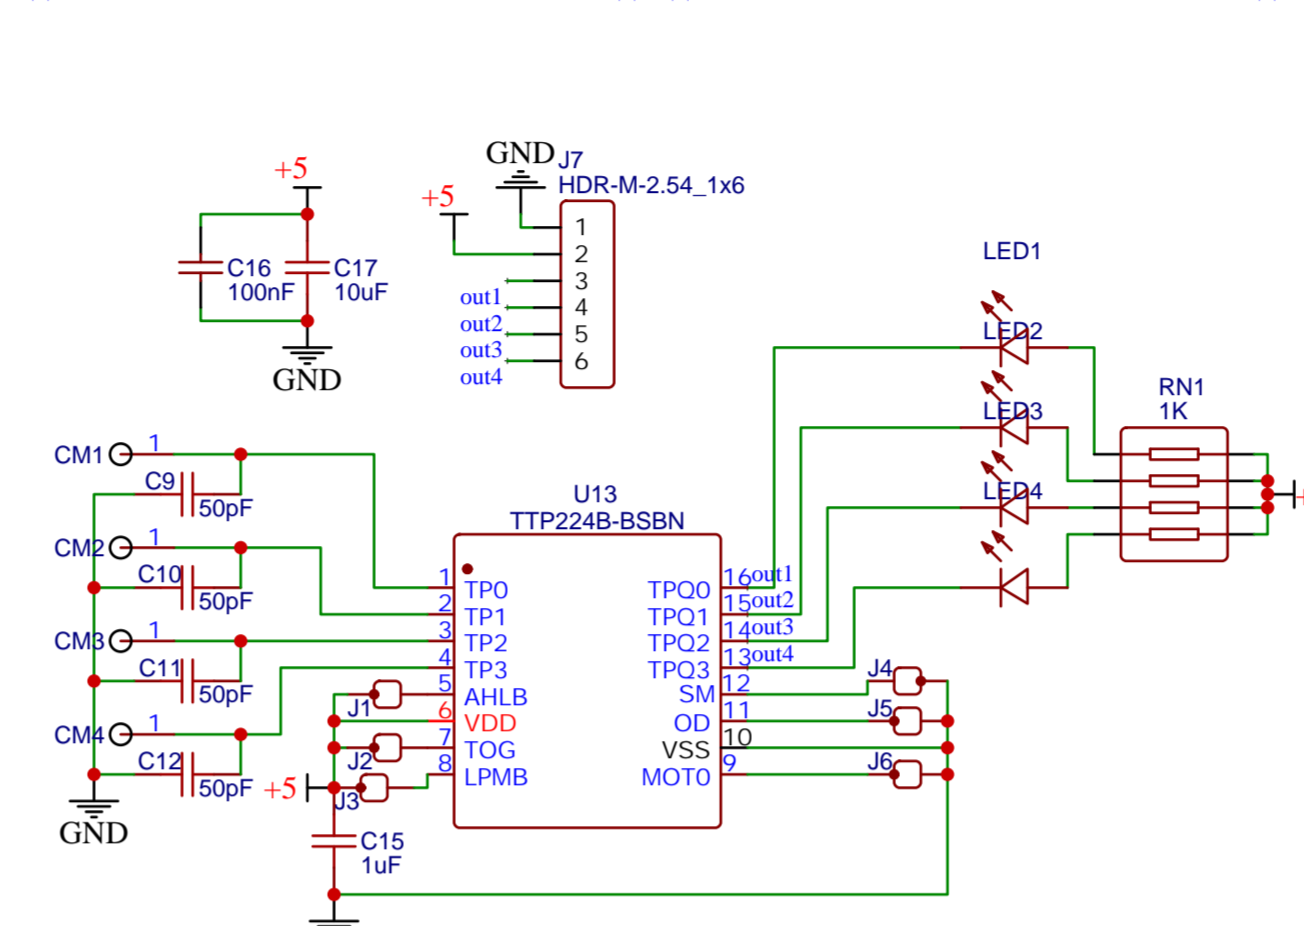 GND
J7
HDR-M-2.54_1x6
+5
+5
1
2
3
4
5
6
out1
out2
out3
out4
C16
100nF
C17
10uF
GND
LED1
LED2
LED3
LED4
RN1
1K
CM1
1
C9
50pF
CM2
1
C10
50pF
CM3
1
C11
50pF
CM4
1
C12
50pF
GND
U13
TTP224B-BSBN
1
TP0
2
TP1
3
TP2
4
TP3
5
AHLB
6
VDD
7
TOG
8
LPMB
TPQ0
16
out1
TPQ1
15
out2
TPQ2
14
out3
TPQ3
13
out4
SM
12
OD
11
VSS
10
MOT0
9
J1
J2
J3
J4
J5
J6
+5
C15
1uF